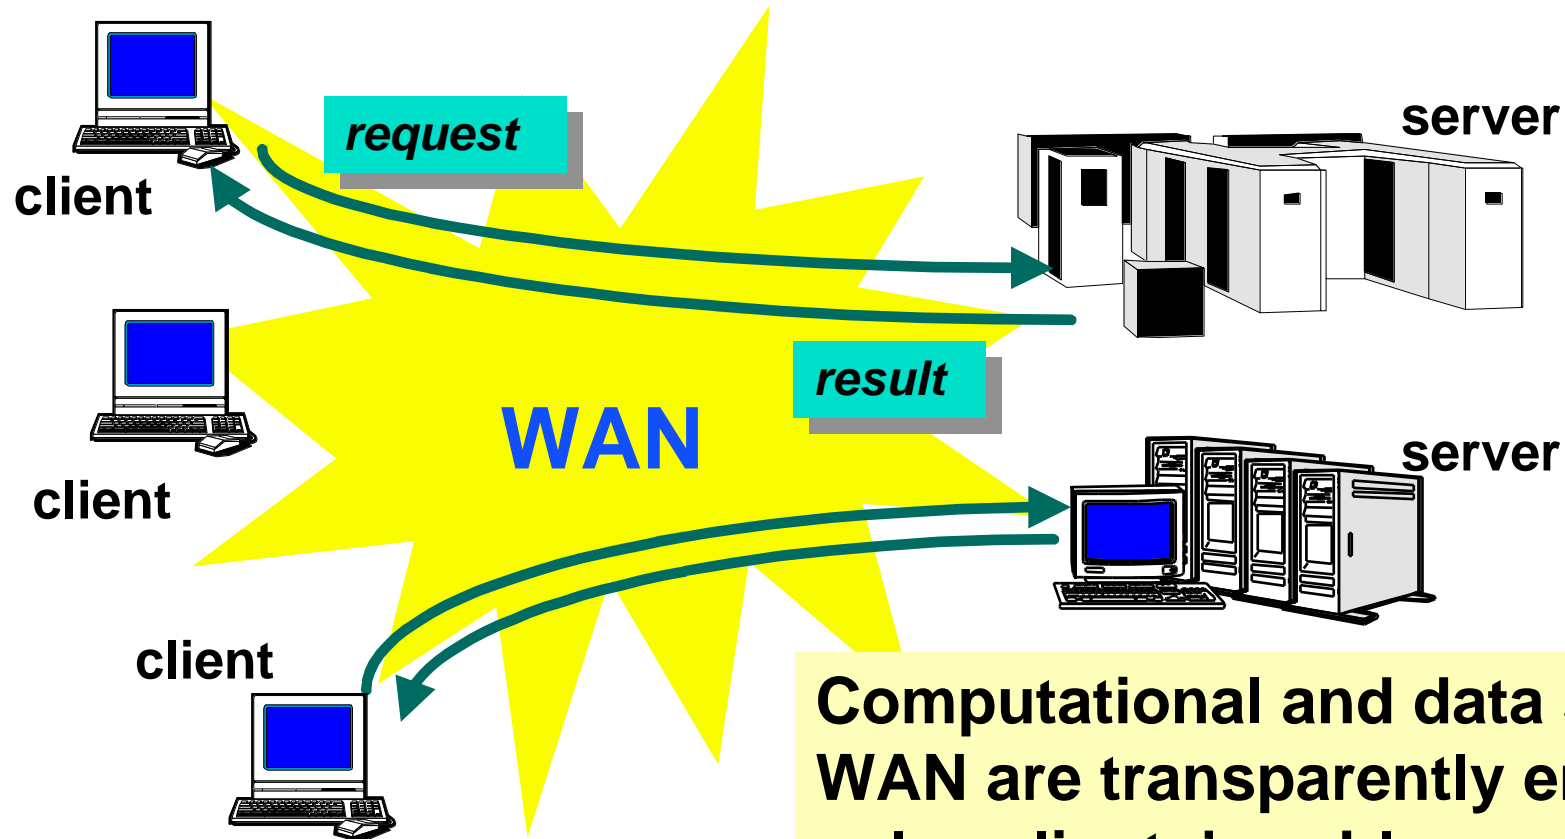 request
server
client
result
WAN
server
client
client
Computational and data
WAN are transparently